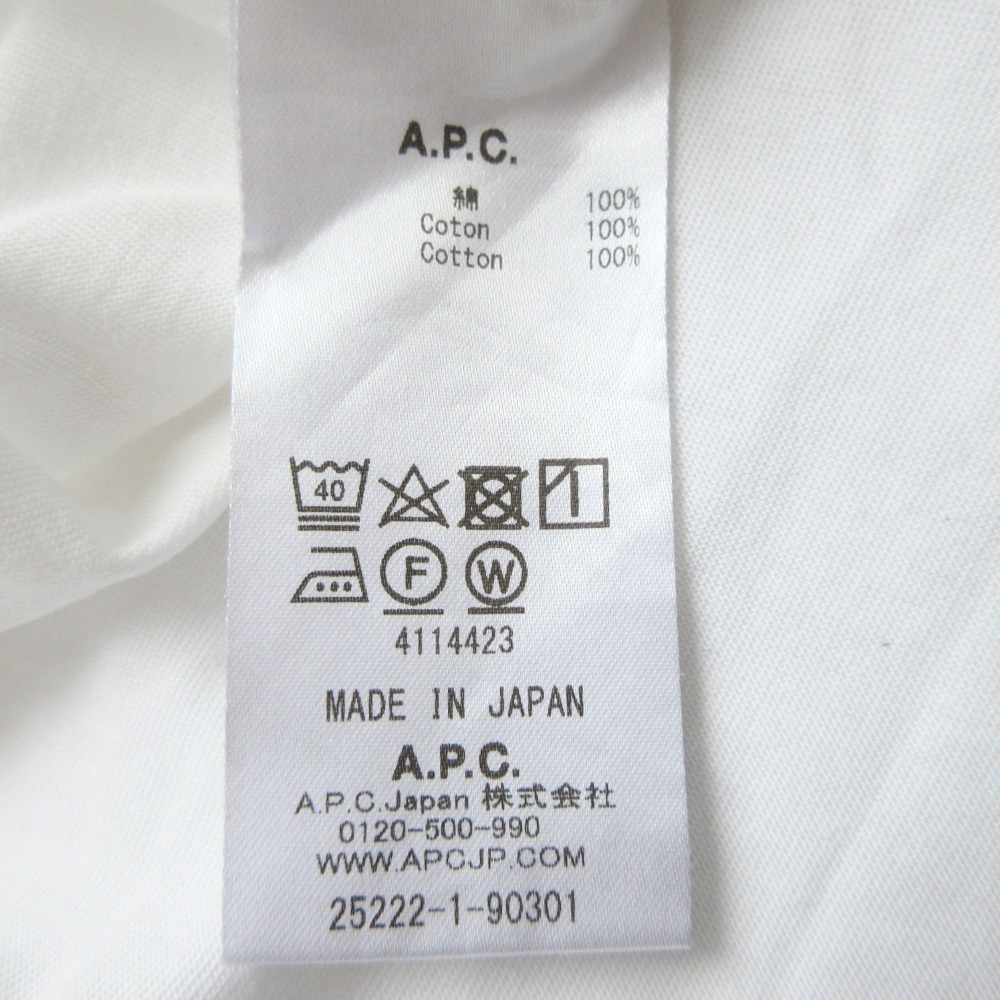 A.P.C.
綿 100%
Coton 100%
Cotton 100%
40
F W
4114423
MADE IN JAPAN
A.P.C.
A.P.C.Japan 株式会社
0120-500-990
WWW.APCJP.COM
25222-1-90301